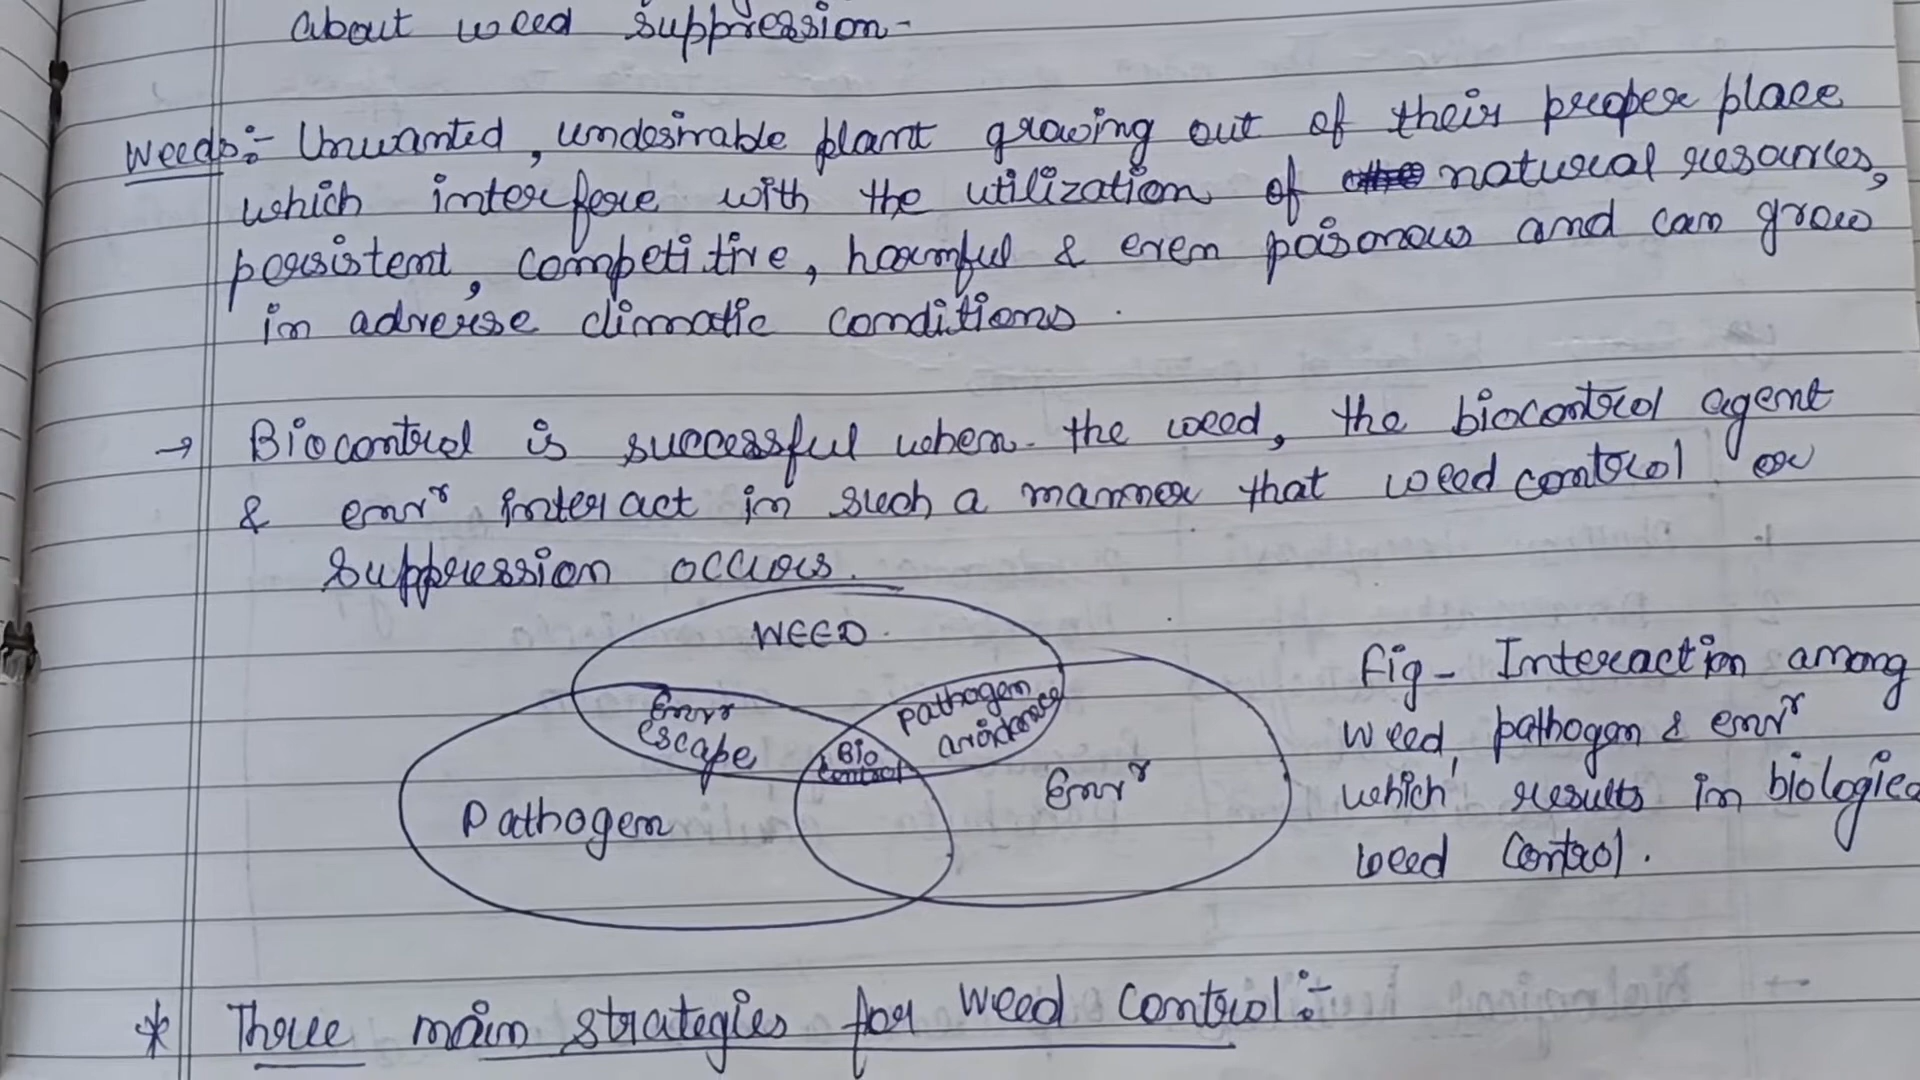 about weed suppression-
Weeds:- Unwanted, undesirable plant growing out of their proper place
which interfere with the utilization of natural resources,
persistent, competitive, harmful & even poisonous and can grow
in adverse climatic conditions.
→ Biocontrol is successful when the weed, the biocontrol agent
& envr interact in such a manner that weed control or
suppression occurs.
WEED
Envr
escape
pathogen
avoidance
Bio
control
Pathogen
Envr
fig- Interaction among
weed, pathogen & envr
which results in biologica
weed control.
* Three main strategies for weed control:-